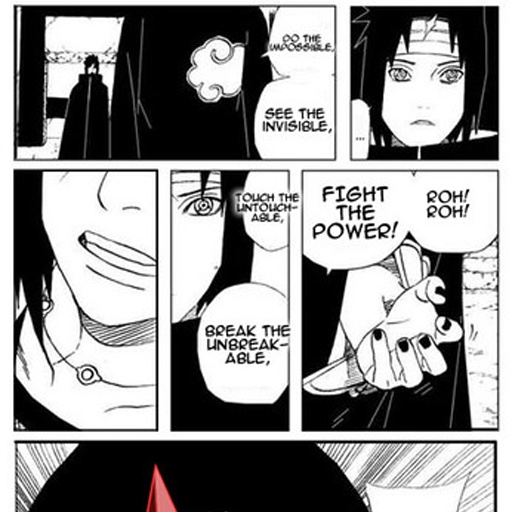 DO THE
IMPOSSIBLE,
SEE THE
INVISIBLE,
...
TOUCH THE
UNTOUCH-
ABLE,
BREAK THE
UNBREAK-
ABLE,
FIGHT
THE
POWER!
ROH!
ROH!